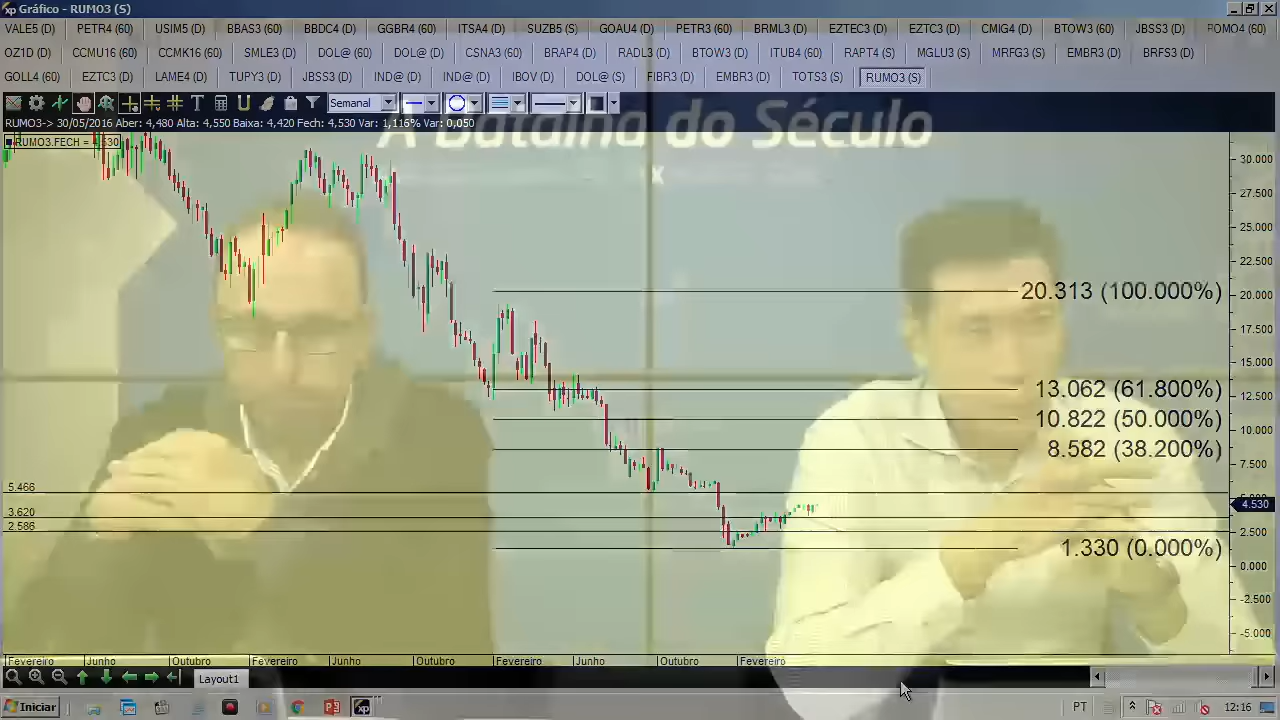 Gráfico - RUMO3 (S)
VALE5 (D) PETR4 (60) USIM5 (D) BBAS3 (60) BBDC4 (D) GGBR4 (60) ITSA4 (D) SUZB5 (S) GOAU4 (D) PETR3 (60) BRML3 (D) EZTEC3 (D) EZTC3 (D) CMIG4 (D) BTOW3 (60) JBSS3 (D) POMO4 (60)
OZ1D (D) CCMU16 (60) CCMK16 (60) SMLE3 (D) DOL@ (60) DOL@ (D) CSNA3 (60) BRAP4 (D) RADL3 (D) BTOW3 (D) ITUB4 (60) RAPT4 (S) MGLU3 (S) MRFG3 (S) EMBR3 (D) BRFS3 (D)
GOLL4 (60) EZTC3 (D) LAME4 (D) TUPY3 (D) JBSS3 (D) IND@ (D) IND@ (D) IBOV (D) DOL@ (S) FIBR3 (D) EMBR3 (D) TOTS3 (S) RUMO3 (S)
Semanal
RUMO3-> 30/05/2016 Aber: 4,480 Alta: 4,550 Baixa: 4,420 Fech: 4,530 Var: 1,116% Var: 0,050
A Batalha do Século
RUMO3.FECH = 4.530
30.000
27.500
25.000
22.500
20.000
17.500
15.000
12.500
10.000
7.500
4.530
2.500
0.000
-2.500
-5.000
20.313 (100.000%)
13.062 (61.800%)
10.822 (50.000%)
8.582 (38.200%)
1.330 (0.000%)
5.466
3.620
2.586
Fevereiro Junho Outubro Fevereiro Junho Outubro Fevereiro Junho Outubro Fevereiro
Layout1
Iniciar PT 12:16